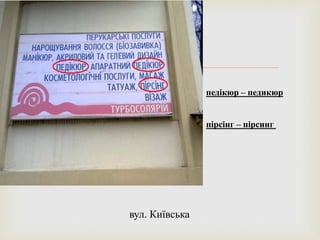 ПЕРУКАРСЬКІ ПОСЛУГИ
НАРОЩУВАННЯ ВОЛОССЯ (БІОЗАВИВКА)
МАНІКЮР, АКРИЛОВИЙ ТА ГЕЛЕВИЙ ДИЗАЙН
ПЕДІКЮР, АПАРАТНИЙ ПЕДІКЮР
КОСМЕТОЛОГІЧНІ ПОСЛУГИ, МАСАЖ
ТАТУАЖ, ПІРСІНГ
ВІЗАЖ
ТУРБОСОЛЯРІЙ
педікюр – педикюр
пірсінг – пірсинг
вул. Київська